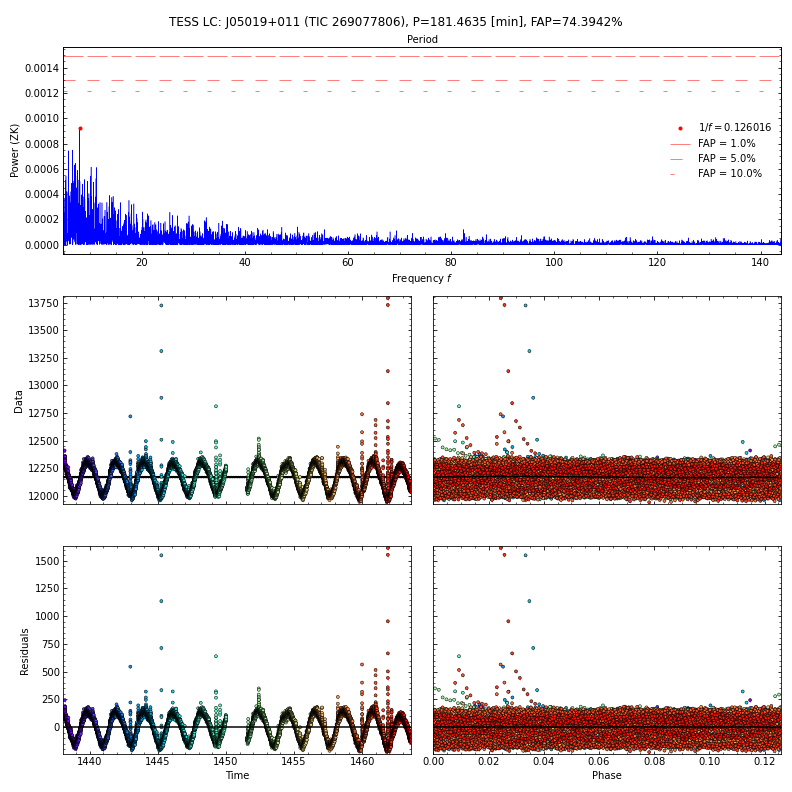 TESS LC: J05019+011 (TIC 269077806), P=181.4635 [min], FAP=74.3942%
Period
Power (ZK)
0.0014
0.0012
0.0010
0.0008
0.0006
0.0004
0.0002
0.0000
1/f = 0.126016
FAP = 1.0%
FAP = 5.0%
FAP = 10.0%
20 40 60 80 100 120 140
Frequency f
Data
13750
13500
13250
13000
12750
12500
12250
12000
Residuals
1500
1250
1000
750
500
250
0
1440 1445 1450 1455 1460
Time
0.00 0.02 0.04 0.06 0.08 0.10 0.12
Phase